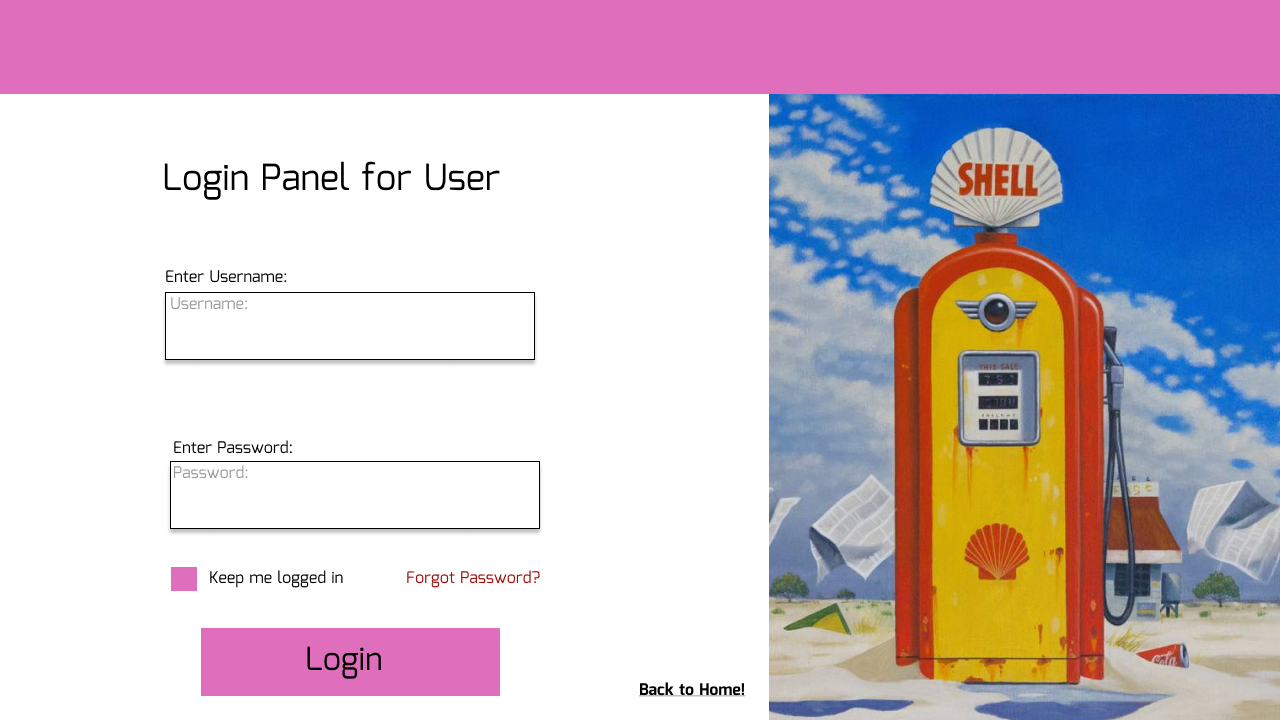 Login Panel for User
Enter Username:
Username:
Enter Password:
Password:
Keep me logged in
Forgot Password?
Login
Back to Home!
SHELL
THIS SALE